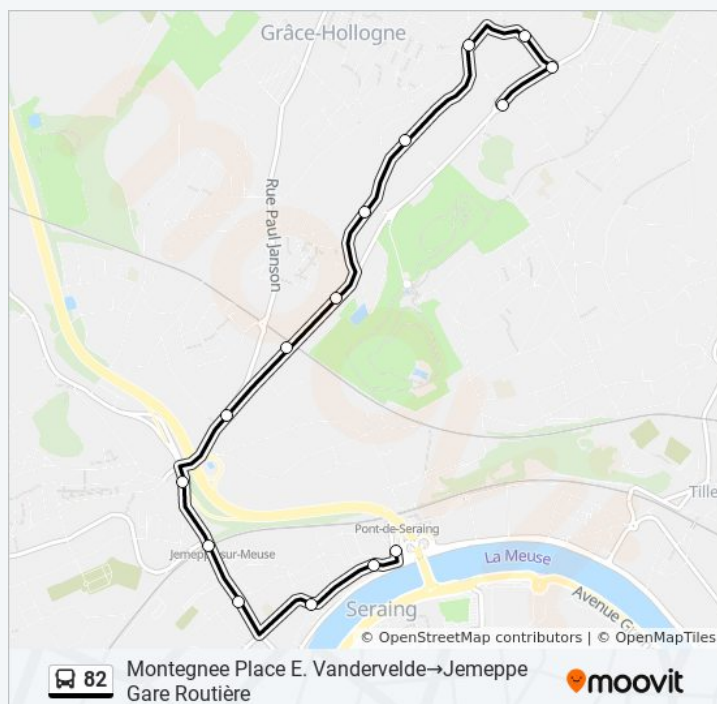 Grâce-Hollogne
Rue Paul Janson
Pont-de-Seraing
Tille
Jemeppe-sur-Meuse
La Meuse
Seraing
Avenue G
© OpenStreetMap contributors | © OpenMapTiles
82
Montegnee Place E. Vandervelde→Jemeppe
Gare Routière
moovit